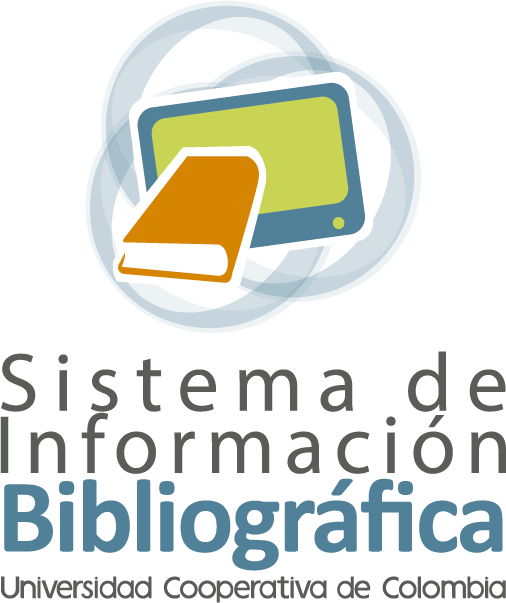 Sistema de
Información
Bibliográfica
Universidad Cooperativa de Colombia